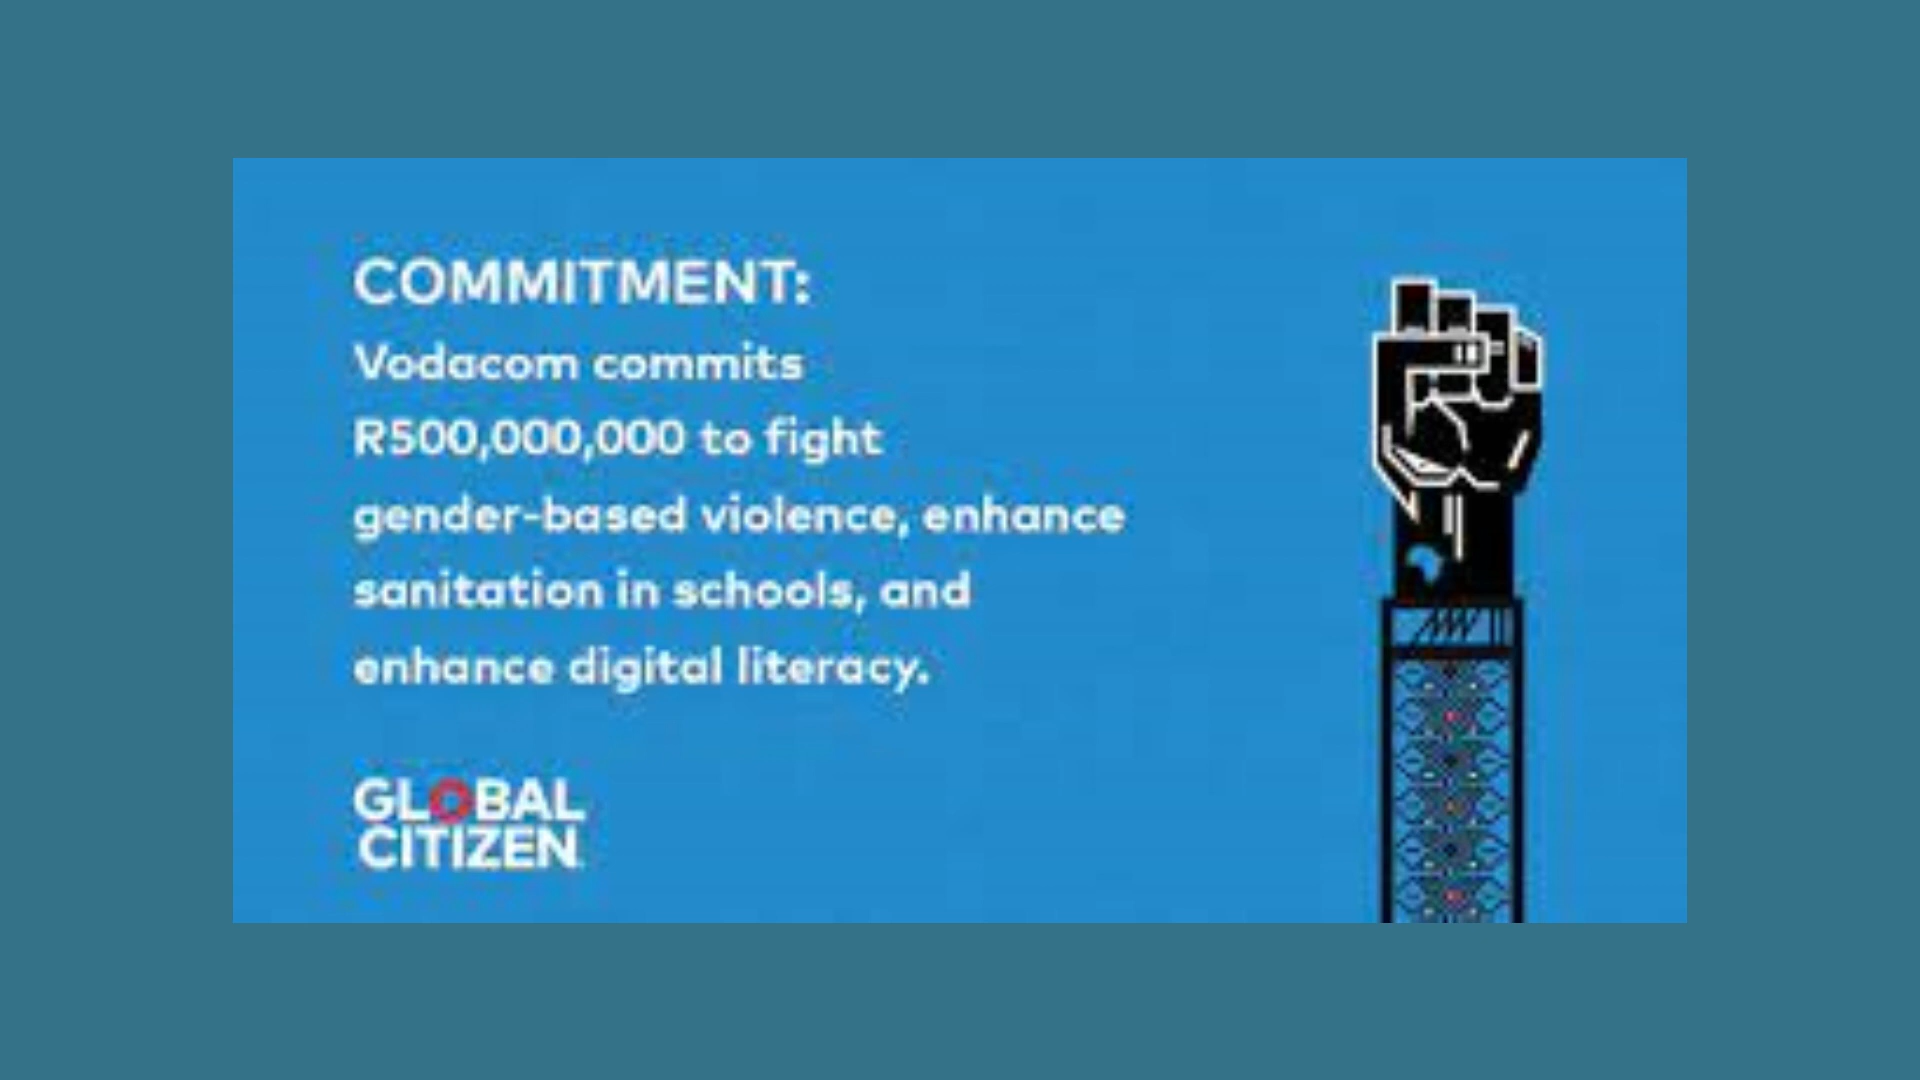 COMMITMENT:
Vodacom commits
R500,000,000 to fight
gender-based violence, enhance
sanitation in schools, and
enhance digital literacy.
GLOBAL
CITIZEN